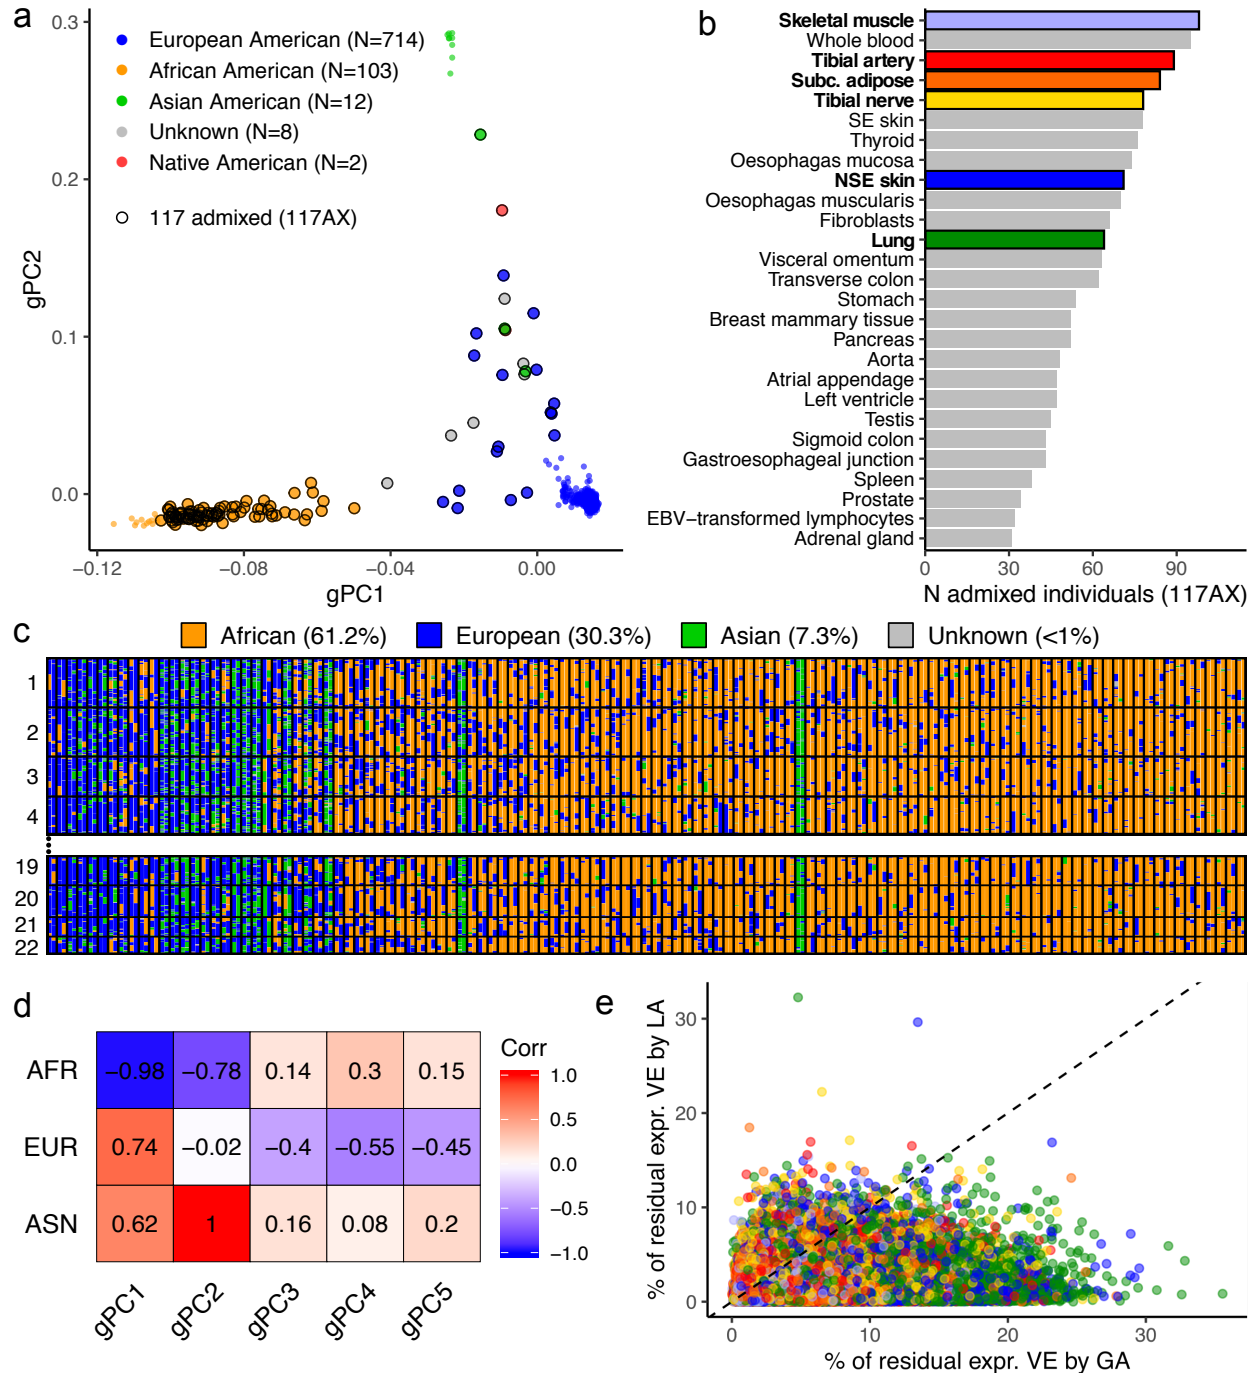 a
0.3
0.2
0.1
0.0
gPC2
European American (N=714)
African American (N=103)
Asian American (N=12)
Unknown (N=8)
Native American (N=2)
117 admixed (117AX)
−0.12
−0.08
−0.04
0.00
gPC1
b
Skeletal muscle
Whole blood
Tibial artery
Subc. adipose
Tibial nerve
SE skin
Thyroid
Oesophagas mucosa
NSE skin
Oesophagas muscularis
Fibroblasts
Lung
Visceral omentum
Transverse colon
Stomach
Breast mammary tissue
Pancreas
Aorta
Atrial appendage
Left ventricle
Testis
Sigmoid colon
Gastroesophageal junction
Spleen
Prostate
EBV−transformed lymphocytes
Adrenal gland
0
30
60
90
N admixed individuals (117AX)
c
African (61.2%)
European (30.3%)
Asian (7.3%)
Unknown (<1%)
1
2
3
4
19
20
21
22
d
AFR −0.98 −0.78 0.14 0.3 0.15
EUR 0.74 −0.02 −0.4 −0.55 −0.45
ASN 0.62 1 0.16 0.08 0.2
gPC1 gPC2 gPC3 gPC4 gPC5
Corr
1.0
0.5
0.0
−0.5
−1.0
e
% of residual expr. VE by LA
30
20
10
0
0
10
20
30
% of residual expr. VE by GA